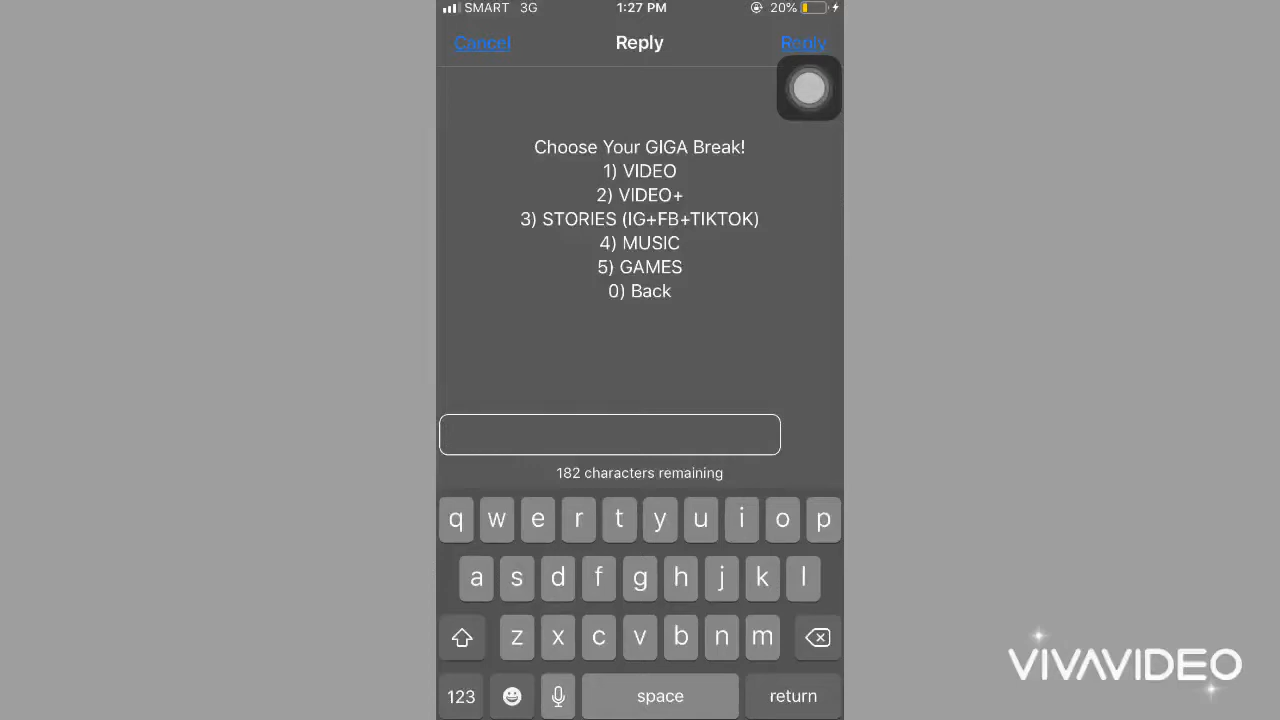 SMART 3G 1:27 PM 20%
Cancel Reply Reply
Choose Your GIGA Break!
1) VIDEO
2) VIDEO+
3) STORIES (IG+FB+TIKTOK)
4) MUSIC
5) GAMES
0) Back
182 characters remaining
q w e r t y u i o p
a s d f g h j k l
z x c v b n m
123 space return
VIVAVIDEO